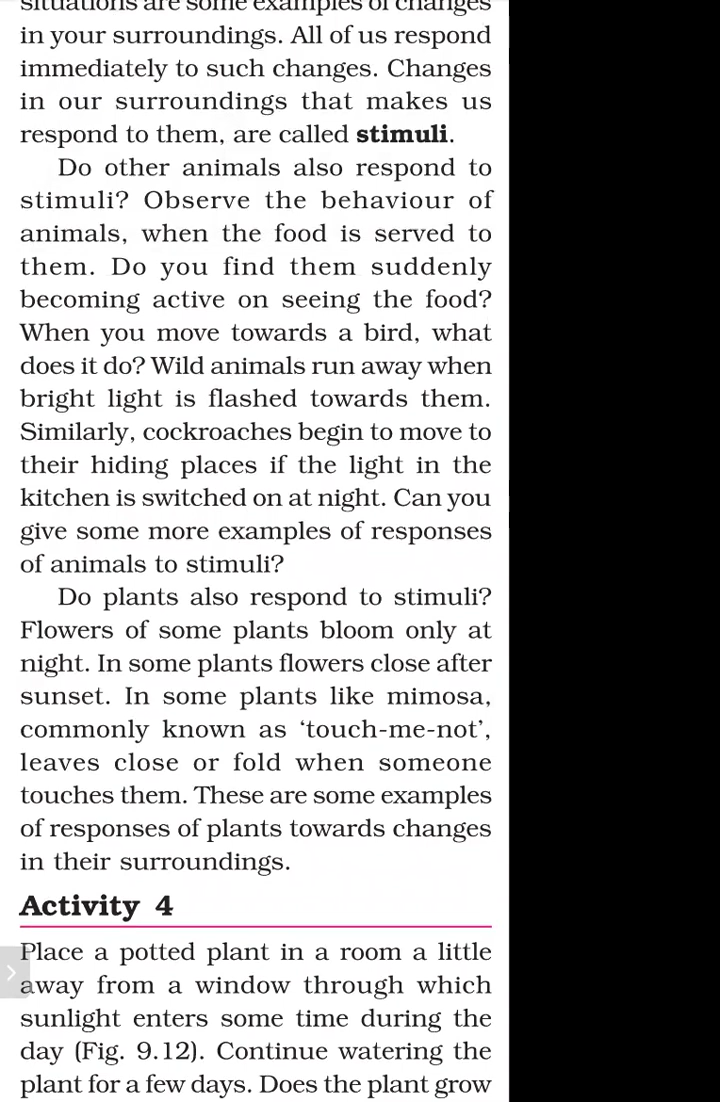 situations are some examples of changes
in your surroundings. All of us respond
immediately to such changes. Changes
in our surroundings that makes us
respond to them, are called stimuli.
Do other animals also respond to
stimuli? Observe the behaviour of
animals, when the food is served to
them. Do you find them suddenly
becoming active on seeing the food?
When you move towards a bird, what
does it do? Wild animals run away when
bright light is flashed towards them.
Similarly, cockroaches begin to move to
their hiding places if the light in the
kitchen is switched on at night. Can you
give some more examples of responses
of animals to stimuli?
Do plants also respond to stimuli?
Flowers of some plants bloom only at
night. In some plants flowers close after
sunset. In some plants like mimosa,
commonly known as ‘touch-me-not’,
leaves close or fold when someone
touches them. These are some examples
of responses of plants towards changes
in their surroundings.
Activity 4
Place a potted plant in a room a little
away from a window through which
sunlight enters some time during the
day (Fig. 9.12). Continue watering the
plant for a few days. Does the plant grow